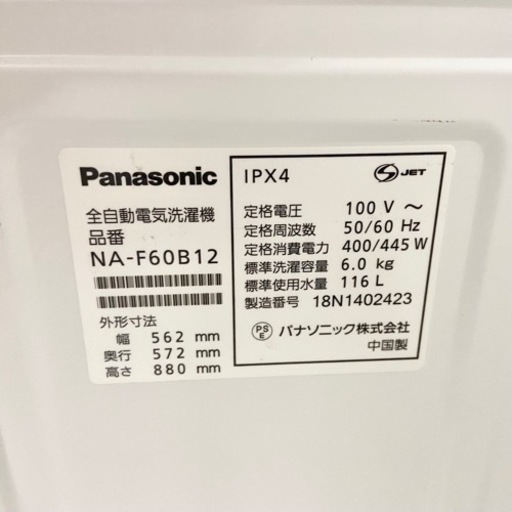 Panasonic
全自動電気洗濯機
品番
NA-F60B12
外形寸法
幅 562 mm
奥行 572 mm
高さ 880 mm
IPX4
S JET
定格電圧 100 V ～
定格周波数 50/60 Hz
定格消費電力 400/445 W
標準洗濯容量 6.0 kg
標準使用水量 116 L
製造番号 18N1402423
PSE パナソニック株式会社
中国製